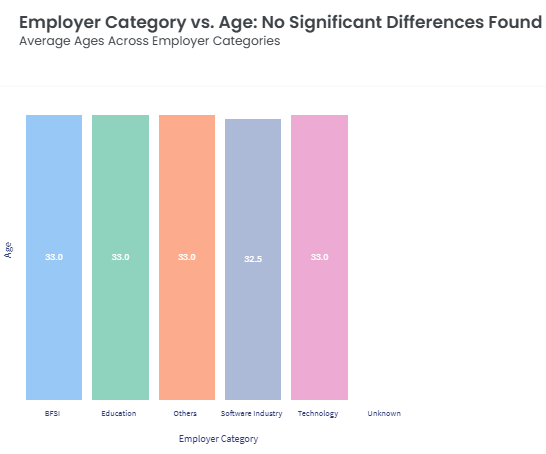 Employer Category vs. Age: No Significant Differences Found
Average Ages Across Employer Categories
Age
33.0 33.0 33.0 32.5 33.0
BFSI Education Others Software Industry Technology Unknown
Employer Category